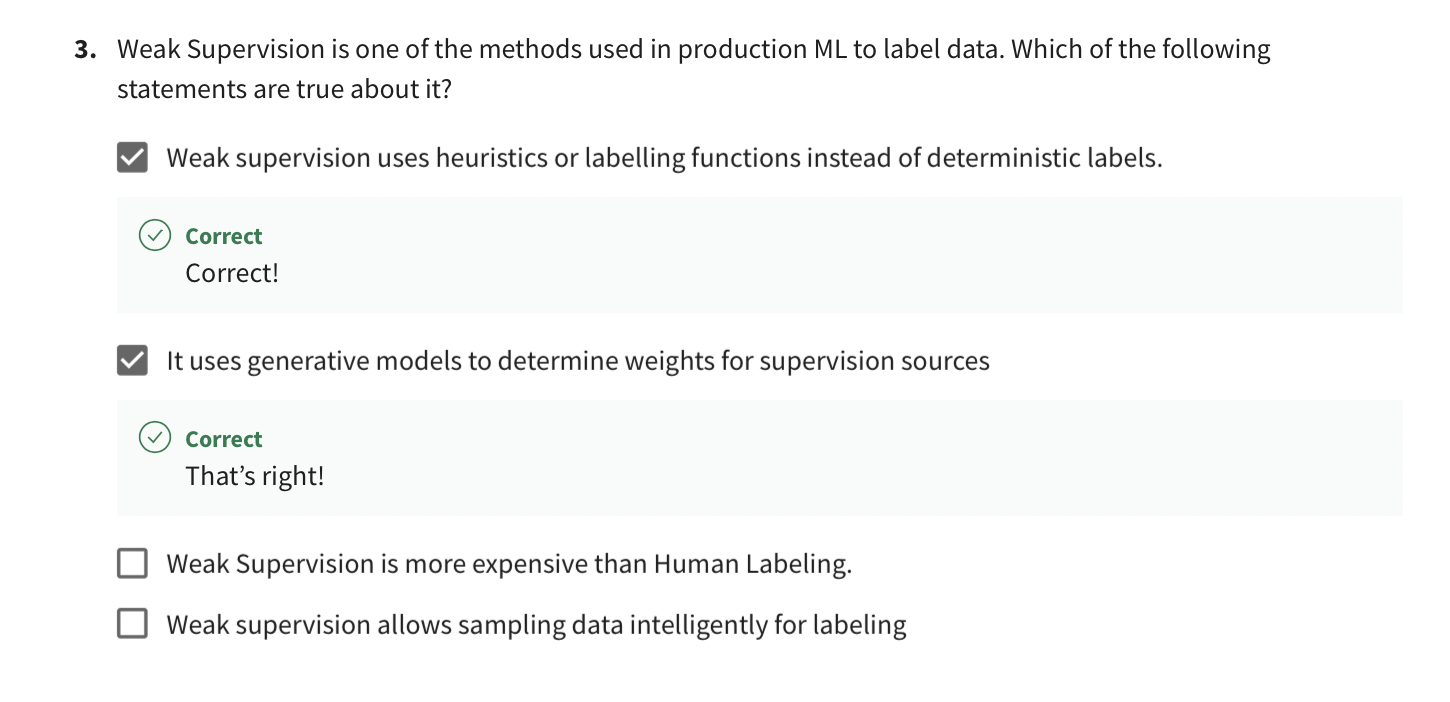 3. Weak Supervision is one of the methods used in production ML to label data. Which of the following
statements are true about it?
Weak supervision uses heuristics or labelling functions instead of deterministic labels.
Correct
Correct!
It uses generative models to determine weights for supervision sources
Correct
That’s right!
Weak Supervision is more expensive than Human Labeling.
Weak supervision allows sampling data intelligently for labeling